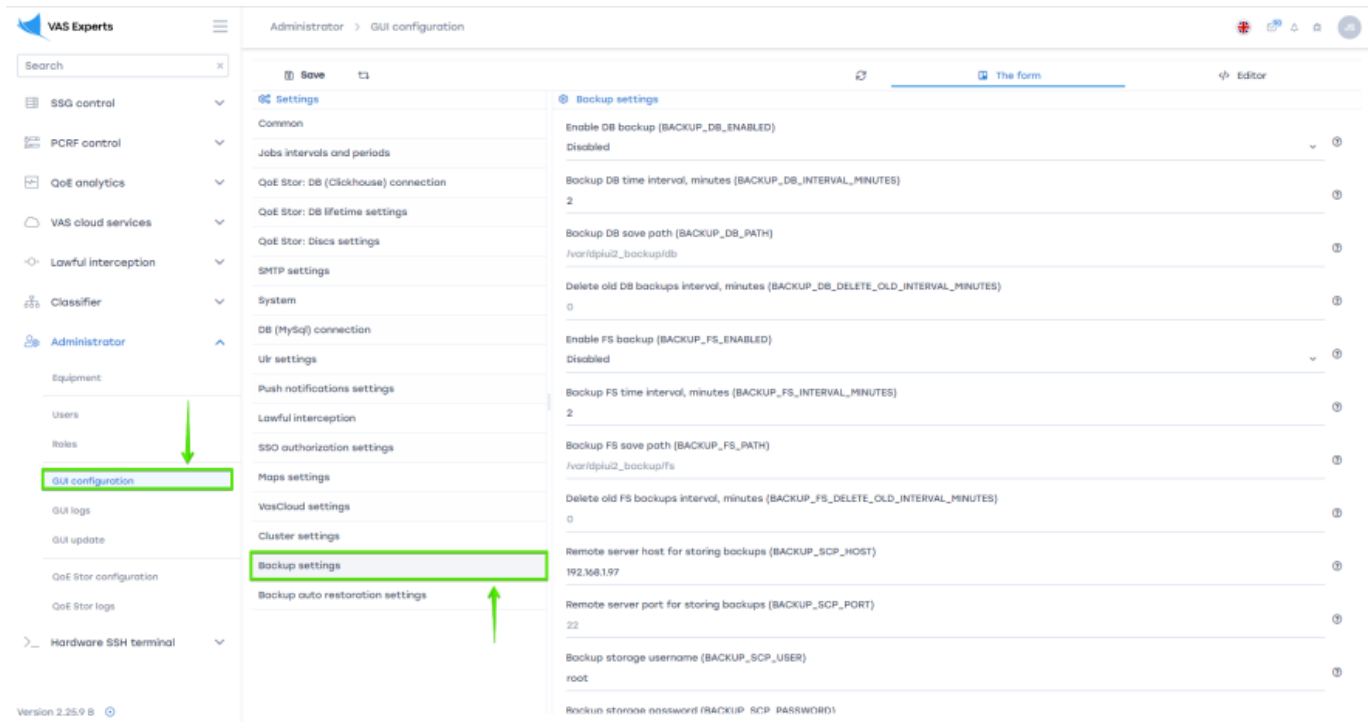 VAS Experts
Administrator > GUI configuration
50
JS
Search
Save
The form
</> Editor
SSG control
PCRF control
QoE analytics
VAS cloud services
Lawful interception
Classifier
Administrator
Equipment
Users
Roles
GUI configuration
GUI logs
GUI update
QoE Stor configuration
QoE Stor logs
Hardware SSH terminal
Version 2.25.9 B
Settings
Common
Jobs intervals and periods
QoE Stor: DB (Clickhouse) connection
QoE Stor: DB lifetime settings
QoE Stor: Discs settings
SMTP settings
System
DB (MySql) connection
Ulr settings
Push notifications settings
Lawful interception
SSO authorization settings
Maps settings
VasCloud settings
Cluster settings
Backup settings
Backup auto restoration settings
Backup settings
Enable DB backup (BACKUP_DB_ENABLED)
Disabled
Backup DB time interval, minutes (BACKUP_DB_INTERVAL_MINUTES)
2
Backup DB save path (BACKUP_DB_PATH)
/var/dpiui2_backup/db
Delete old DB backups interval, minutes (BACKUP_DB_DELETE_OLD_INTERVAL_MINUTES)
0
Enable FS backup (BACKUP_FS_ENABLED)
Disabled
Backup FS time interval, minutes (BACKUP_FS_INTERVAL_MINUTES)
2
Backup FS save path (BACKUP_FS_PATH)
/var/dpiui2_backup/fs
Delete old FS backups interval, minutes (BACKUP_FS_DELETE_OLD_INTERVAL_MINUTES)
0
Remote server host for storing backups (BACKUP_SCP_HOST)
192.168.1.97
Remote server port for storing backups (BACKUP_SCP_PORT)
22
Backup storage username (BACKUP_SCP_USER)
root
Backup storage password (BACKUP_SCP_PASSWORD)